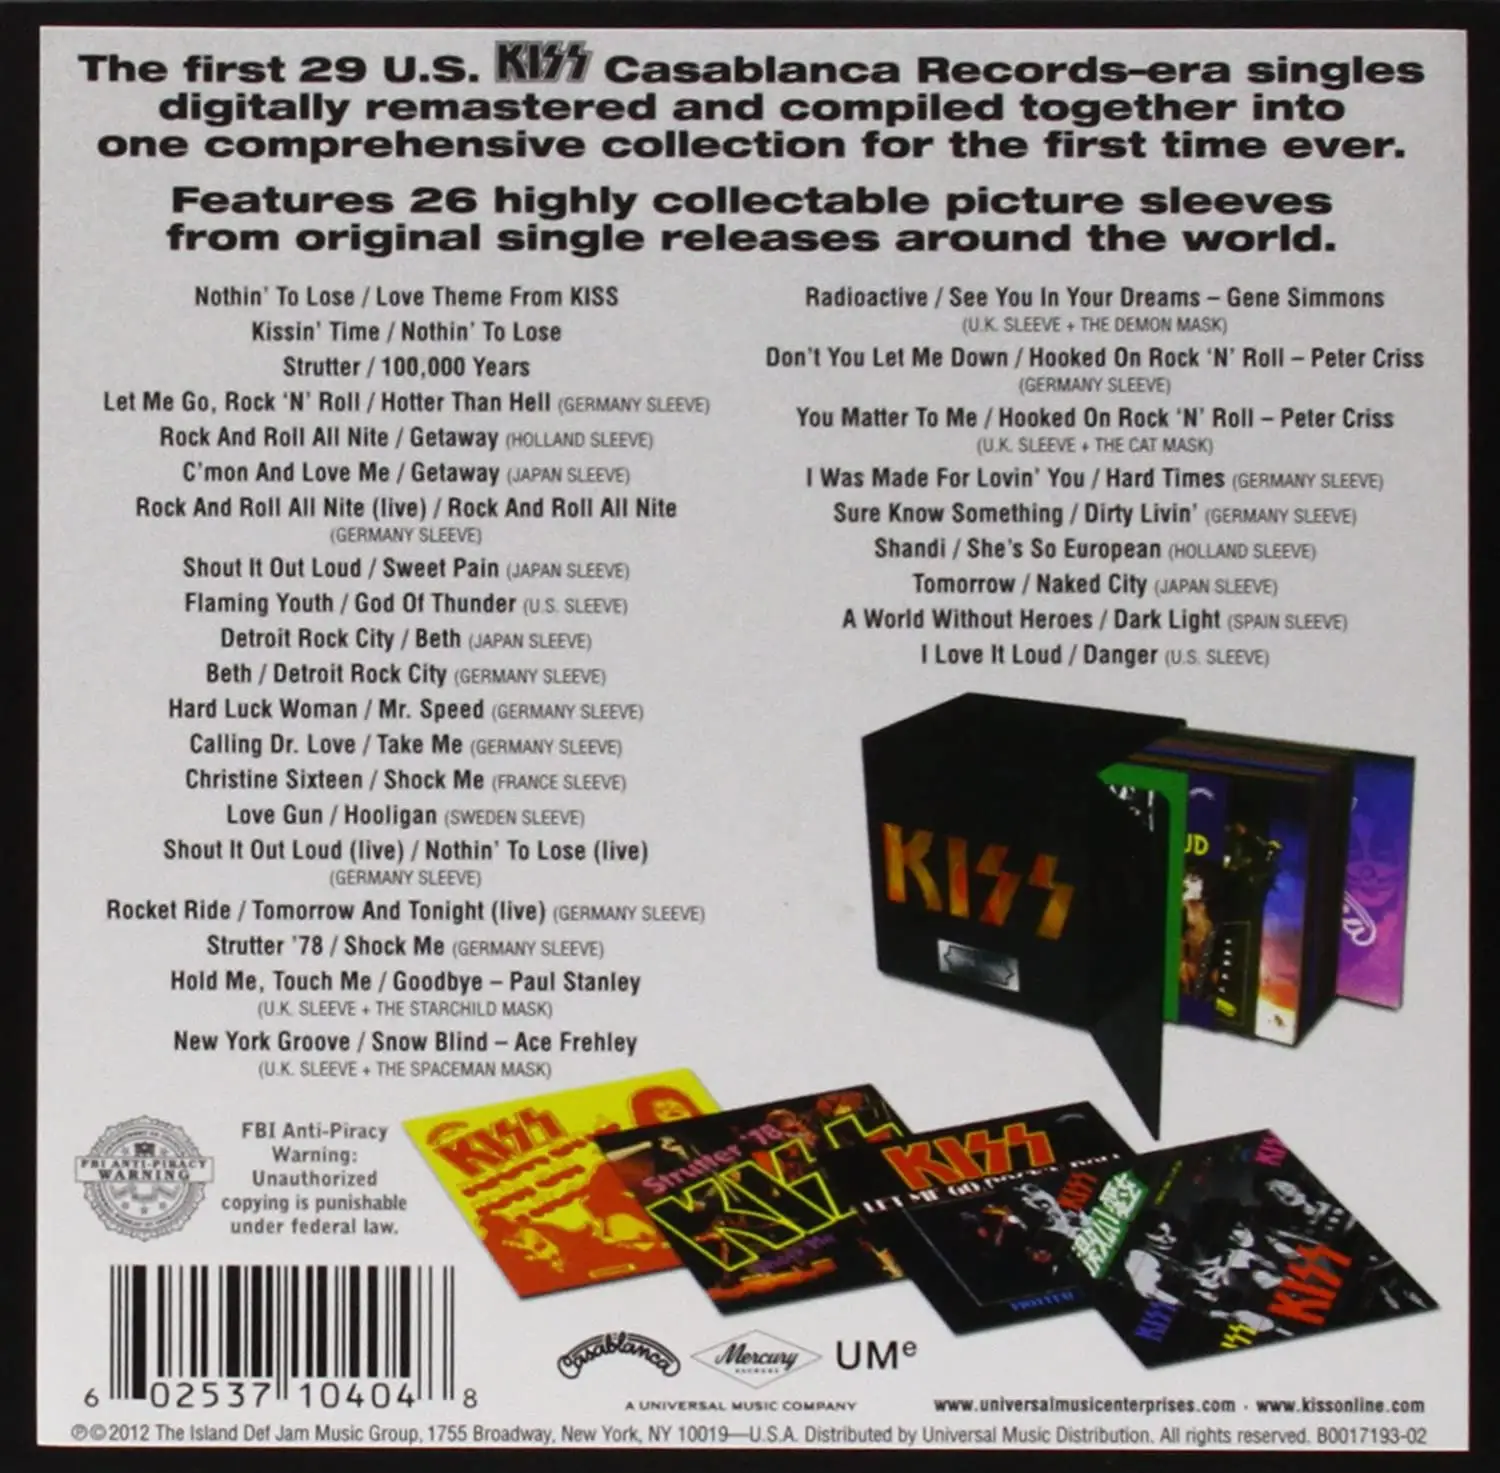 The first 29 U.S. KISS Casablanca Records-era singles
digitally remastered and compiled together into
one comprehensive collection for the first time ever.
Features 26 highly collectable picture sleeves
from original single releases around the world.
Nothin' To Lose / Love Theme From KISS
Kissin' Time / Nothin' To Lose
Strutter / 100,000 Years
Let Me Go, Rock 'N' Roll / Hotter Than Hell (GERMANY SLEEVE)
Rock And Roll All Nite / Getaway (HOLLAND SLEEVE)
C'mon And Love Me / Getaway (JAPAN SLEEVE)
Rock And Roll All Nite (live) / Rock And Roll All Nite
(GERMANY SLEEVE)
Shout It Out Loud / Sweet Pain (JAPAN SLEEVE)
Flaming Youth / God Of Thunder (U.S. SLEEVE)
Detroit Rock City / Beth (JAPAN SLEEVE)
Beth / Detroit Rock City (GERMANY SLEEVE)
Hard Luck Woman / Mr. Speed (GERMANY SLEEVE)
Calling Dr. Love / Take Me (GERMANY SLEEVE)
Christine Sixteen / Shock Me (FRANCE SLEEVE)
Love Gun / Hooligan (SWEDEN SLEEVE)
Shout It Out Loud (live) / Nothin' To Lose (live)
(GERMANY SLEEVE)
Rocket Ride / Tomorrow And Tonight (live) (GERMANY SLEEVE)
Strutter '78 / Shock Me (GERMANY SLEEVE)
Hold Me, Touch Me / Goodbye – Paul Stanley
(U.K. SLEEVE + THE STARCHILD MASK)
New York Groove / Snow Blind – Ace Frehley
(U.K. SLEEVE + THE SPACEMAN MASK)
Radioactive / See You In Your Dreams – Gene Simmons
(U.K. SLEEVE + THE DEMON MASK)
Don't You Let Me Down / Hooked On Rock 'N' Roll – Peter Criss
(GERMANY SLEEVE)
You Matter To Me / Hooked On Rock 'N' Roll – Peter Criss
(U.K. SLEEVE + THE CAT MASK)
I Was Made For Lovin' You / Hard Times (GERMANY SLEEVE)
Sure Know Something / Dirty Livin' (GERMANY SLEEVE)
Shandi / She's So European (HOLLAND SLEEVE)
Tomorrow / Naked City (JAPAN SLEEVE)
A World Without Heroes / Dark Light (SPAIN SLEEVE)
I Love It Loud / Danger (U.S. SLEEVE)
KISS
UD
KISS
Strutter '78
KISS
Shock Me
KISS
LET ME GO ROCK'N ROLL
HOTTER
KISS
KISS
KISS
FBI ANTI-PIRACY
WARNING
FBI Anti-Piracy
Warning:
Unauthorized
copying is punishable
under federal law.
6 02537 10404 8
Casablanca
Mercury
RECORDS
UMe
A UNIVERSAL MUSIC COMPANY
www.universalmusicenterprises.com · www.kissonline.com
℗©2012 The Island Def Jam Music Group, 1755 Broadway, New York, NY 10019—U.S.A. Distributed by Universal Music Distribution. All rights reserved. B0017193-02